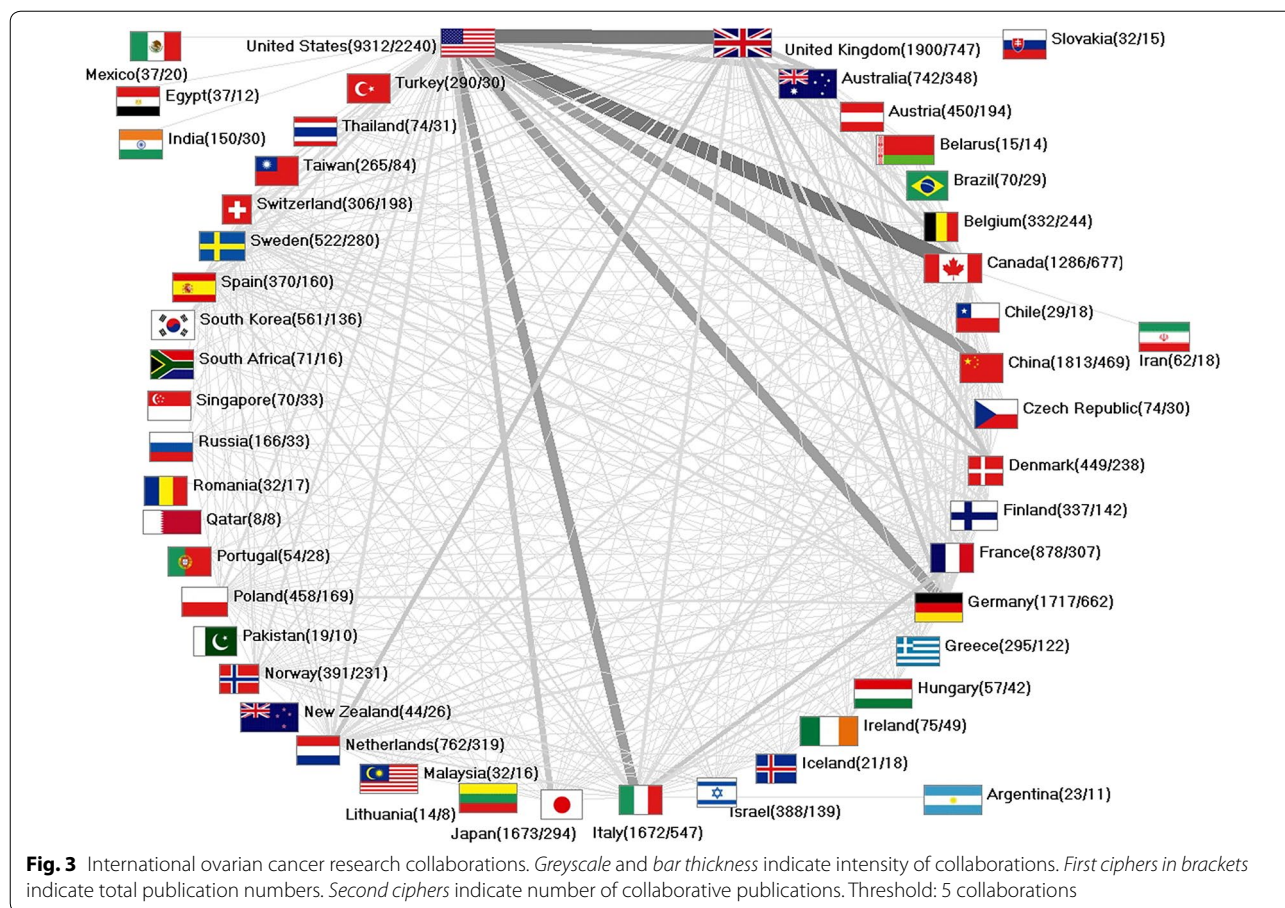 United States(9312/2240)
United Kingdom(1900/747)
Slovakia(32/15)
Mexico(37/20)
Turkey(290/30)
Australia(742/348)
Egypt(37/12)
Austria(450/194)
India(150/30)
Thailand(74/31)
Belarus(15/14)
Taiwan(265/84)
Brazil(70/29)
Switzerland(306/198)
Belgium(332/244)
Sweden(522/280)
Canada(1286/677)
Spain(370/160)
Chile(29/18)
South Korea(561/136)
South Africa(71/16)
China(1813/469)
Iran(62/18)
Singapore(70/33)
Czech Republic(74/30)
Russia(166/33)
Denmark(449/238)
Romania(32/17)
Finland(337/142)
Qatar(8/8)
Portugal(54/28)
France(878/307)
Poland(458/169)
Germany(1717/662)
Pakistan(19/10)
Greece(295/122)
Norway(391/231)
Hungary(57/42)
New Zealand(44/26)
Ireland(75/49)
Netherlands(762/319)
Iceland(21/18)
Malaysia(32/16)
Argentina(23/11)
Lithuania(14/8)
Israel(388/139)
Japan(1673/294)
Italy(1672/547)
Fig. 3 International ovarian cancer research collaborations. Greyscale and bar thickness indicate intensity of collaborations. First ciphers in brackets
indicate total publication numbers. Second ciphers indicate number of collaborative publications. Threshold: 5 collaborations